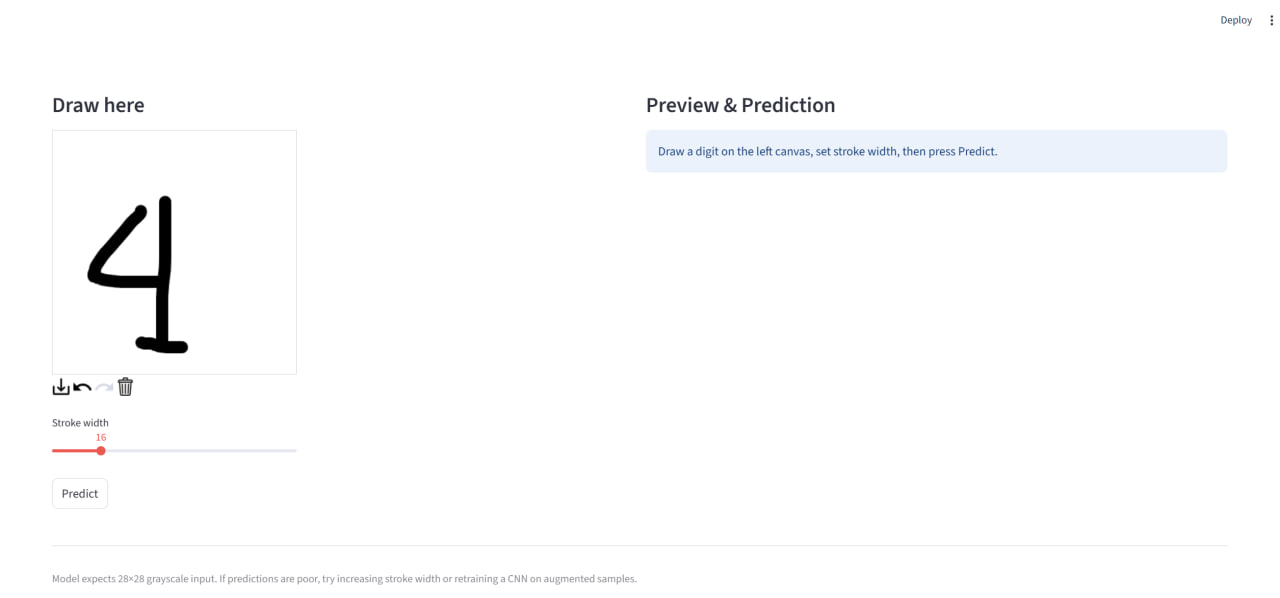 Deploy
Draw here
Preview & Prediction
Draw a digit on the left canvas, set stroke width, then press Predict.
4
Stroke width
16
Predict
Model expects 28×28 grayscale input. If predictions are poor, try increasing stroke width or retraining a CNN on augmented samples.